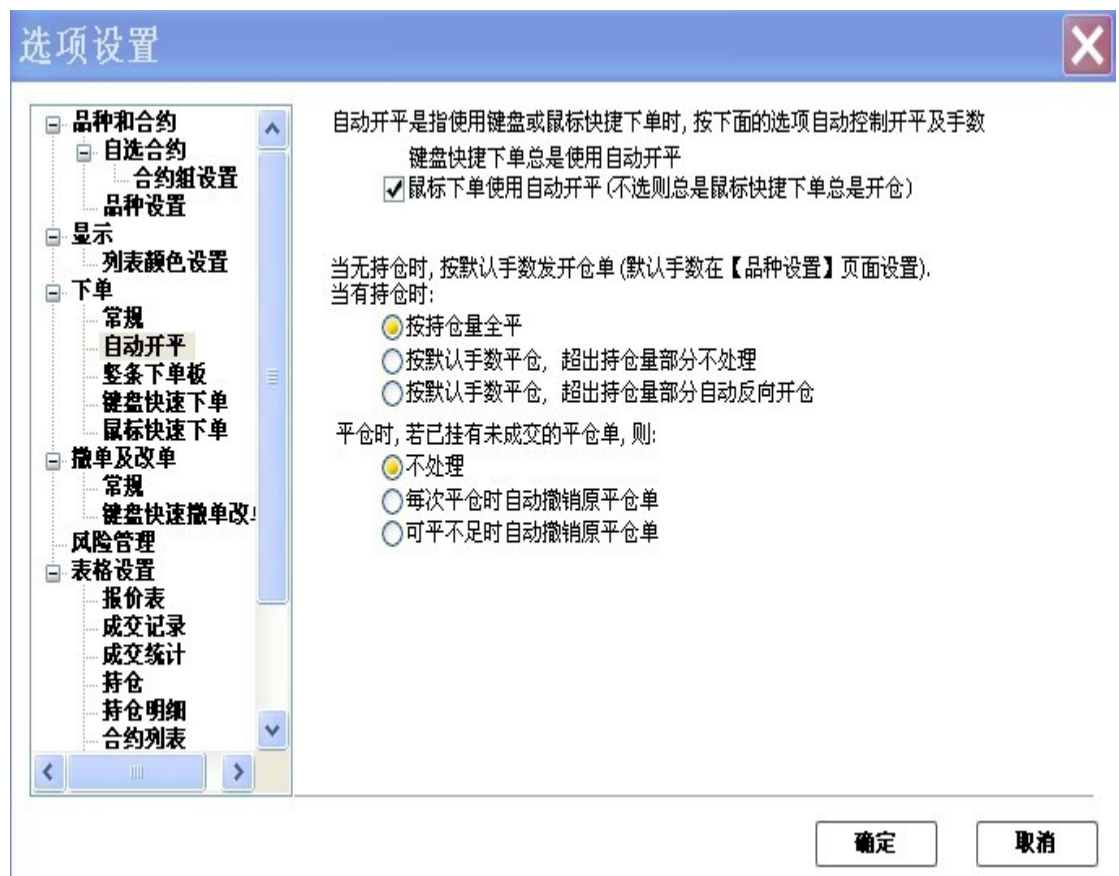 选项设置
品种和合约
自选合约
合约组设置
品种设置
显示
列表颜色设置
下单
常规
自动开平
竖条下单板
键盘快速下单
鼠标快速下单
撤单及改单
常规
键盘快速撤单改
风险管理
表格设置
报价表
成交记录
成交统计
持仓
持仓明细
合约列表
自动开平是指使用键盘或鼠标快捷下单时, 按下面的选项自动控制开平及手数
键盘快捷下单总是使用自动开平
鼠标下单使用自动开平(不选则总是鼠标快捷下单总是开仓)
当无持仓时, 按默认手数发开仓单(默认手数在【品种设置】页面设置).
当有持仓时:
按持仓量全平
按默认手数平仓, 超出持仓量部分不处理
按默认手数平仓, 超出持仓量部分自动反向开仓
平仓时, 若已挂有未成交的平仓单, 则:
不处理
每次平仓时自动撤销原平仓单
可平不足时自动撤销原平仓单
确定
取消